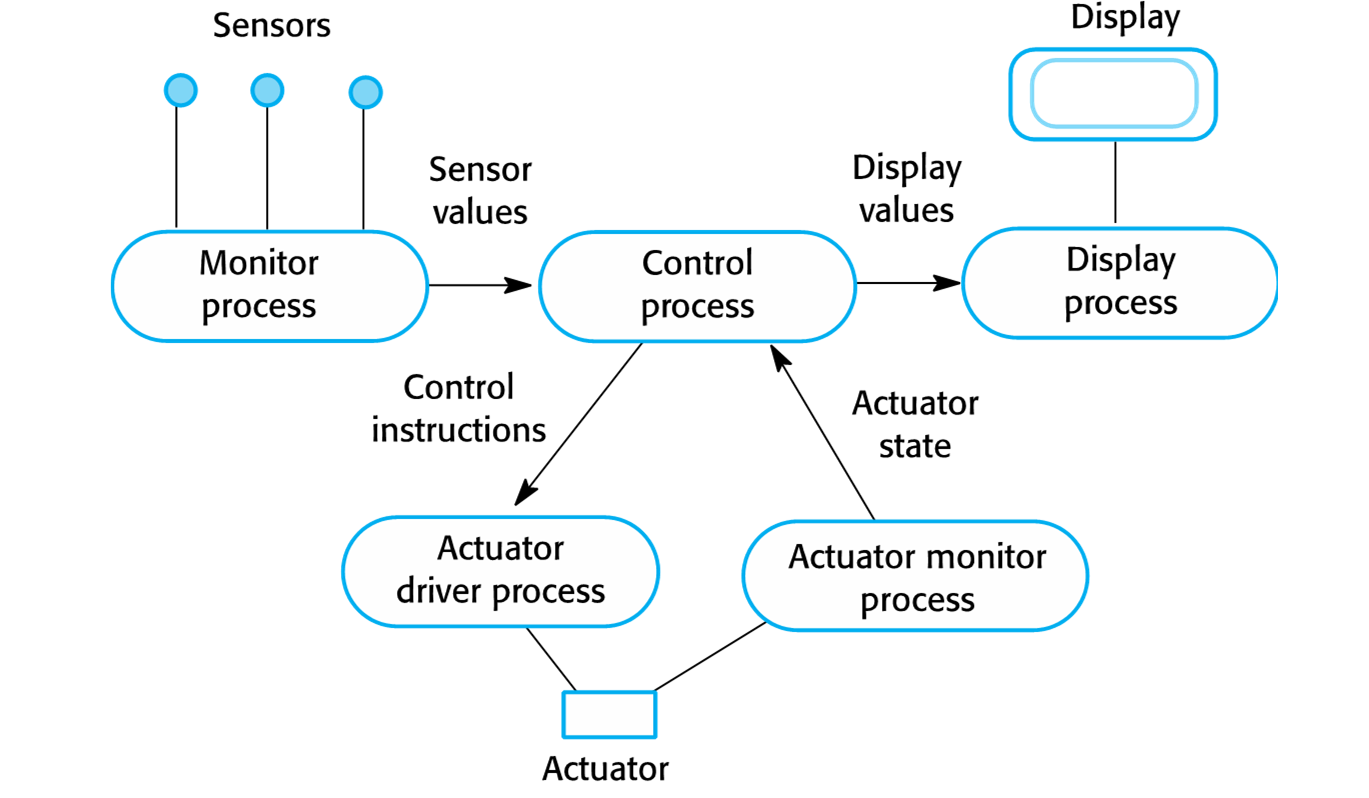 Sensors
Display
Sensor
values
Display
values
Monitor
process
Control
process
Display
process
Control
instructions
Actuator
state
Actuator
driver process
Actuator monitor
process
Actuator